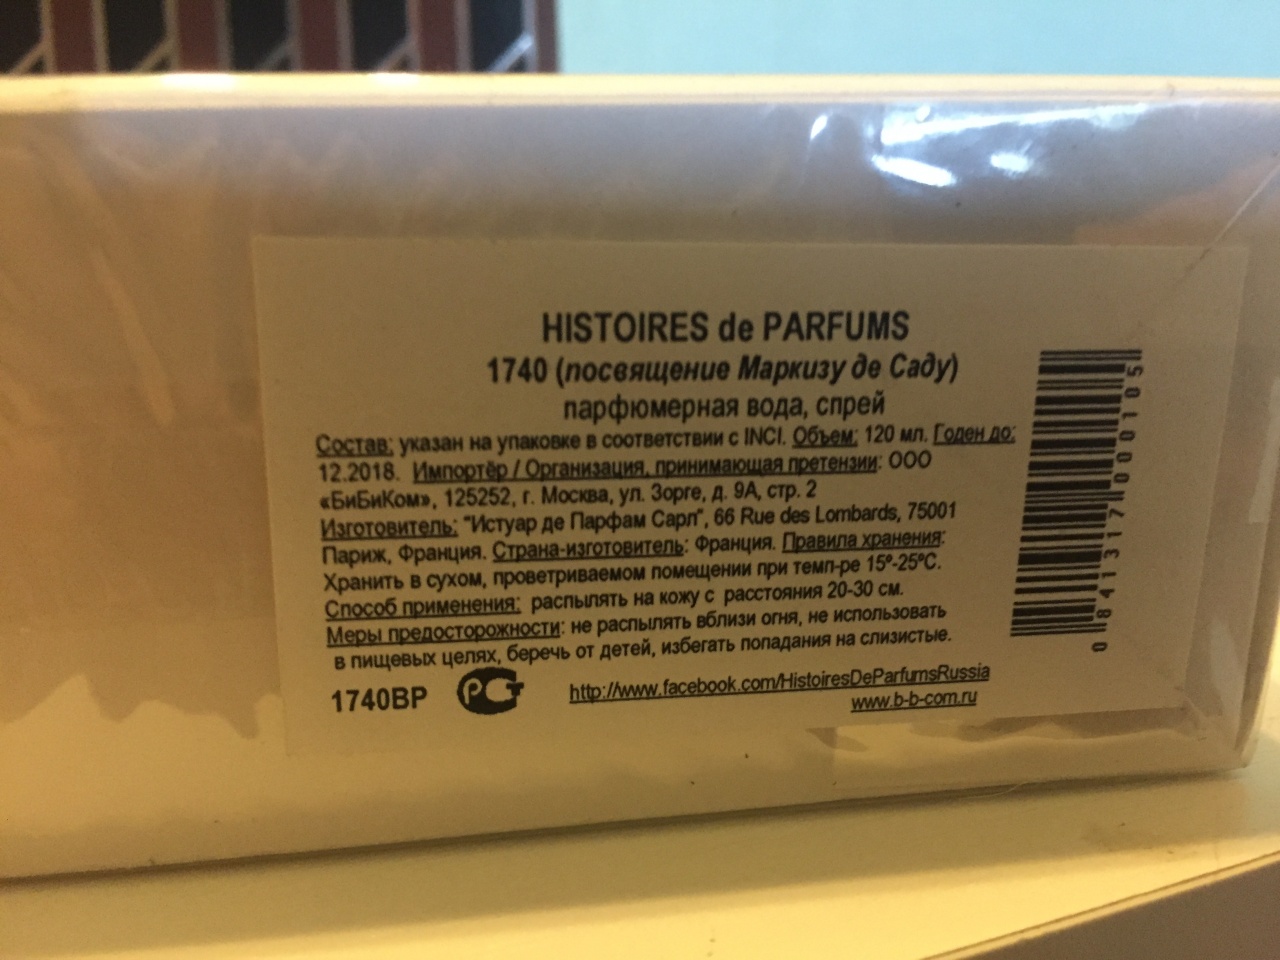 HISTOIRES de PARFUMS
1740 (посвящение Маркизу де Саду)
парфюмерная вода, спрей
Состав: указан на упаковке в соответствии с INCI. Объем: 120 мл. Годен до:
12.2018. Импортёр / Организация, принимающая претензии: ООО
«БиБиКом», 125252, г. Москва, ул. Зорге, д. 9А, стр. 2
Изготовитель: "Истуар де Парфам Сарл", 66 Rue des Lombards, 75001
Париж, Франция. Страна-изготовитель: Франция. Правила хранения:
Хранить в сухом, проветриваемом помещении при темп-ре 15º-25ºС.
Способ применения: распылять на кожу с расстояния 20-30 см.
Меры предосторожности: не распылять вблизи огня, не использовать
в пищевых целях, беречь от детей, избегать попадания на слизистые.
1740BP РСТ http://www.facebook.com/HistoiresDeParfumsRussia
www.b-b-com.ru
0 841317 000105